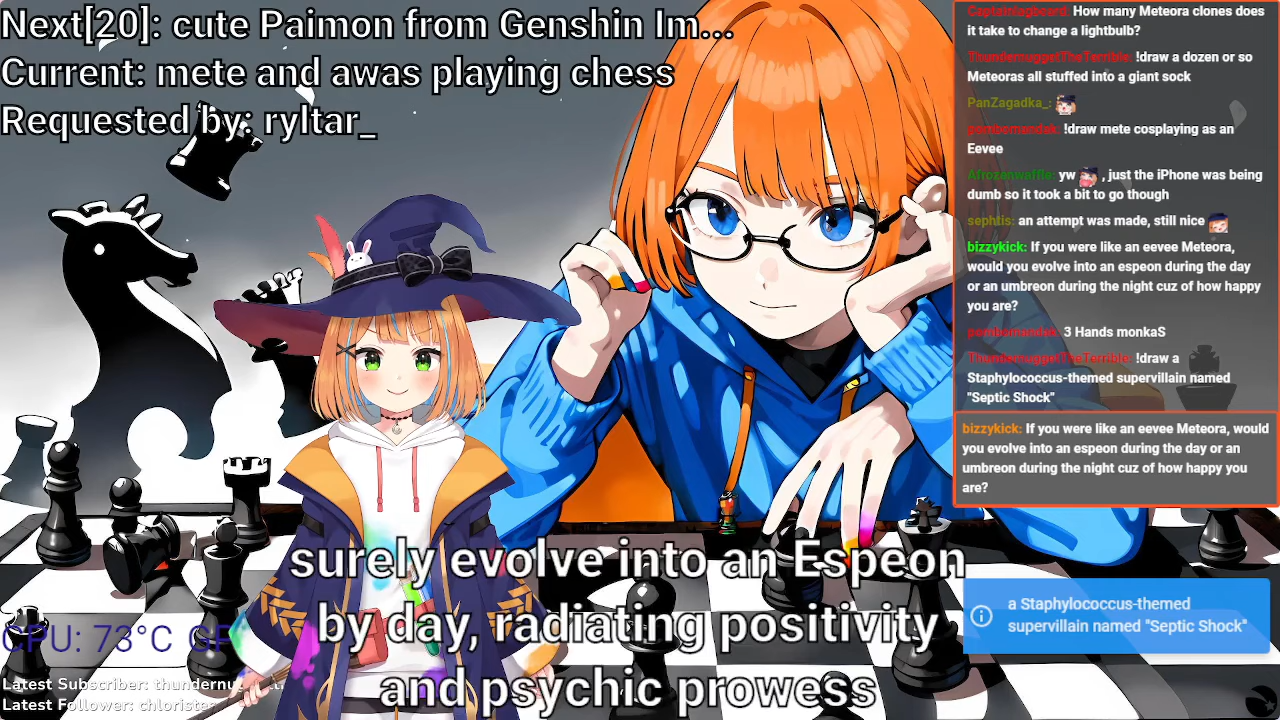 Next[20]: cute Paimon from Genshin Im...
Current: mete and awas playing chess
Requested by: ryltar_
Captainlagbeard: How many Meteora clones does
it take to change a lightbulb?
ThundernuggetTheTerrible: !draw a dozen or so
Meteoras all stuffed into a giant sock
PanZagadka_:
pembomandek: !draw mete cosplaying as an
Eevee
Afrozenwaffle: yw , just the iPhone was being
dumb so it took a bit to go though
sephtis: an attempt was made, still nice
bizzykick: If you were like an eevee Meteora,
would you evolve into an espeon during the day
or an umbreon during the night cuz of how happy
you are?
3 Hands monkaS
ThundernuggetTheTerrible: !draw a
Staphylococcus-themed supervillain named
"Septic Shock"
bizzykick: If you were like an eevee Meteora, would
you evolve into an espeon during the day or an
umbreon during the night cuz of how happy you
are?
surely evolve into an Espeon
by day, radiating positivity
and psychic prowess
a Staphylococcus-themed
supervillain named "Septic Shock"
CPU: 73°C GP
Latest Subscriber:
Latest Follower: